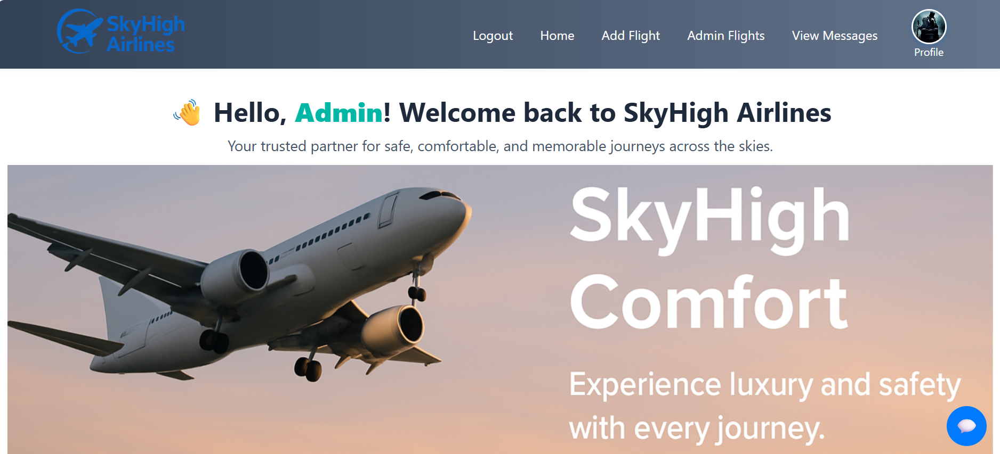 SkyHigh
Airlines
Logout Home Add Flight Admin Flights View Messages
Profile
👋 Hello, Admin! Welcome back to SkyHigh Airlines
Your trusted partner for safe, comfortable, and memorable journeys across the skies.
SkyHigh
Comfort
Experience luxury and safety
with every journey.